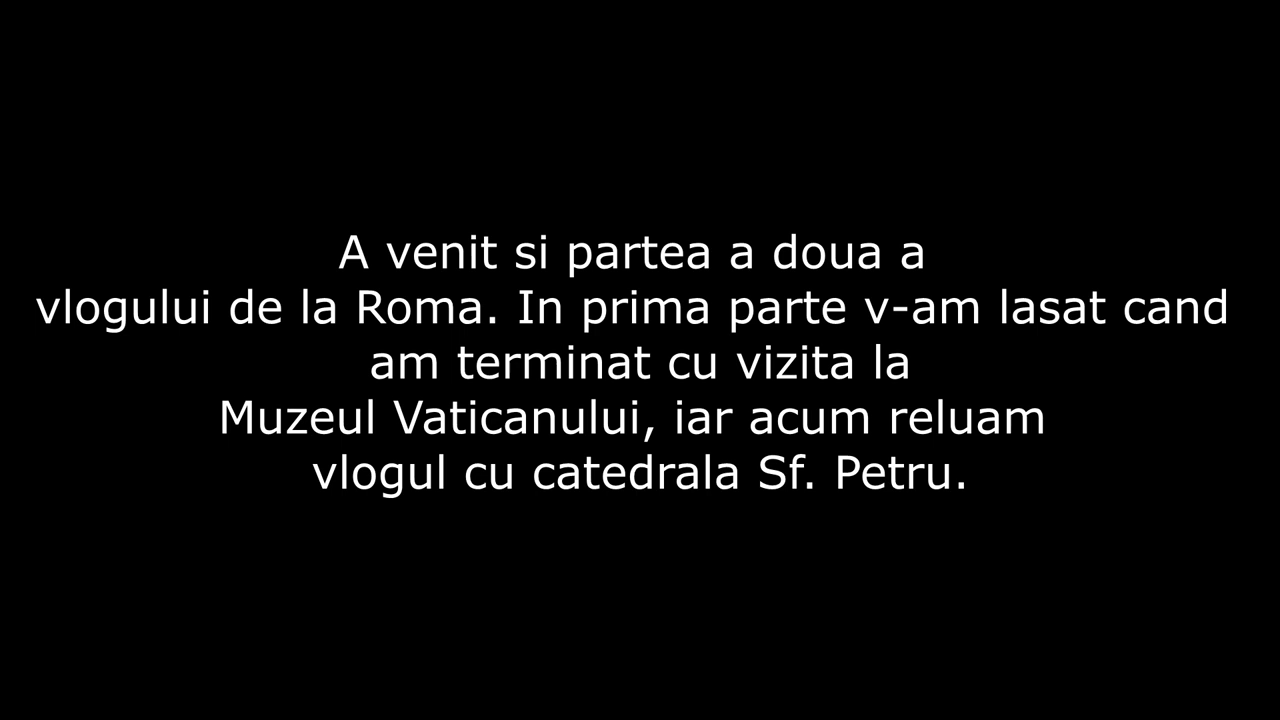 A venit si partea a doua a
vlogului de la Roma. In prima parte v-am lasat cand
am terminat cu vizita la
Muzeul Vaticanului, iar acum reluam
vlogul cu catedrala Sf. Petru.